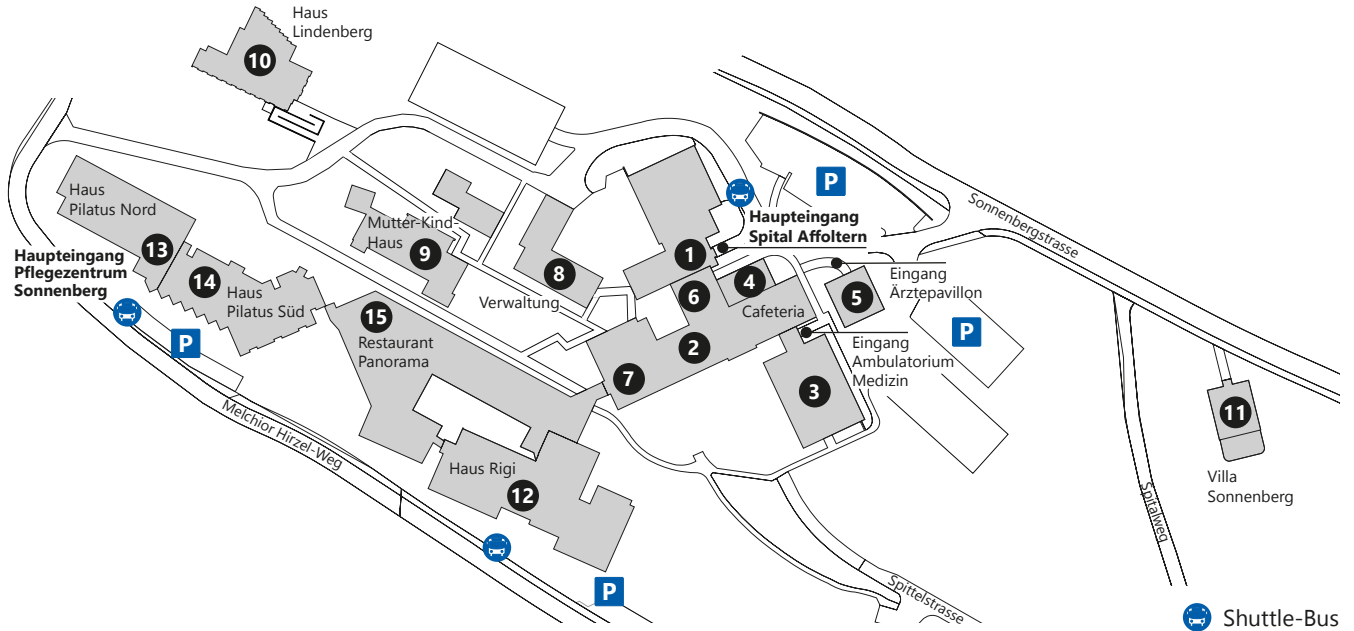 Haus
Lindenberg
10
P
Sonnenbergstrasse
Haus
Pilatus Nord
13
Haupteingang
Pflegezentrum
Sonnenberg
14
Haus
Pilatus Süd
P
Mutter-Kind-
Haus
9
8
Verwaltung
Haupteingang
Spital Affoltern
1
4
6
Cafeteria
2
7
5
Eingang
Ärztepavillon
P
Eingang
Ambulatorium
Medizin
3
15
Restaurant
Panorama
Melchior Hirzel-Weg
Haus Rigi
12
P
11
Villa
Sonnenberg
Spitalweg
Spittelstrasse
Shuttle-Bus